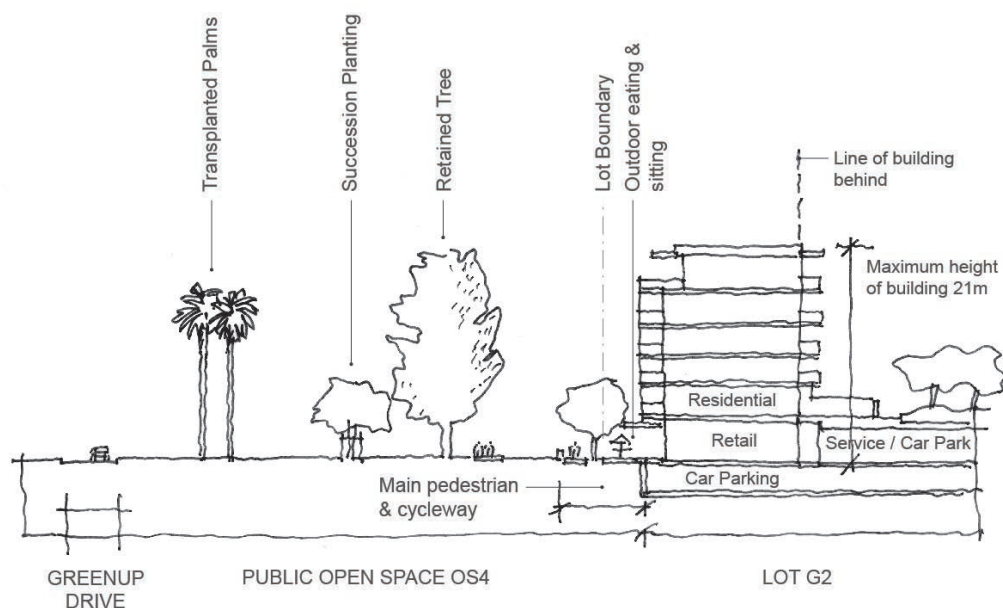 Transplanted Palms
Succession Planting
Retained Tree
Lot Boundary
Outdoor eating &
sitting
Line of building
behind
Maximum height
of building 21m
Residential
Retail
Service / Car Park
Car Parking
Main pedestrian
& cycleway
GREENUP
DRIVE
PUBLIC OPEN SPACE OS4
LOT G2